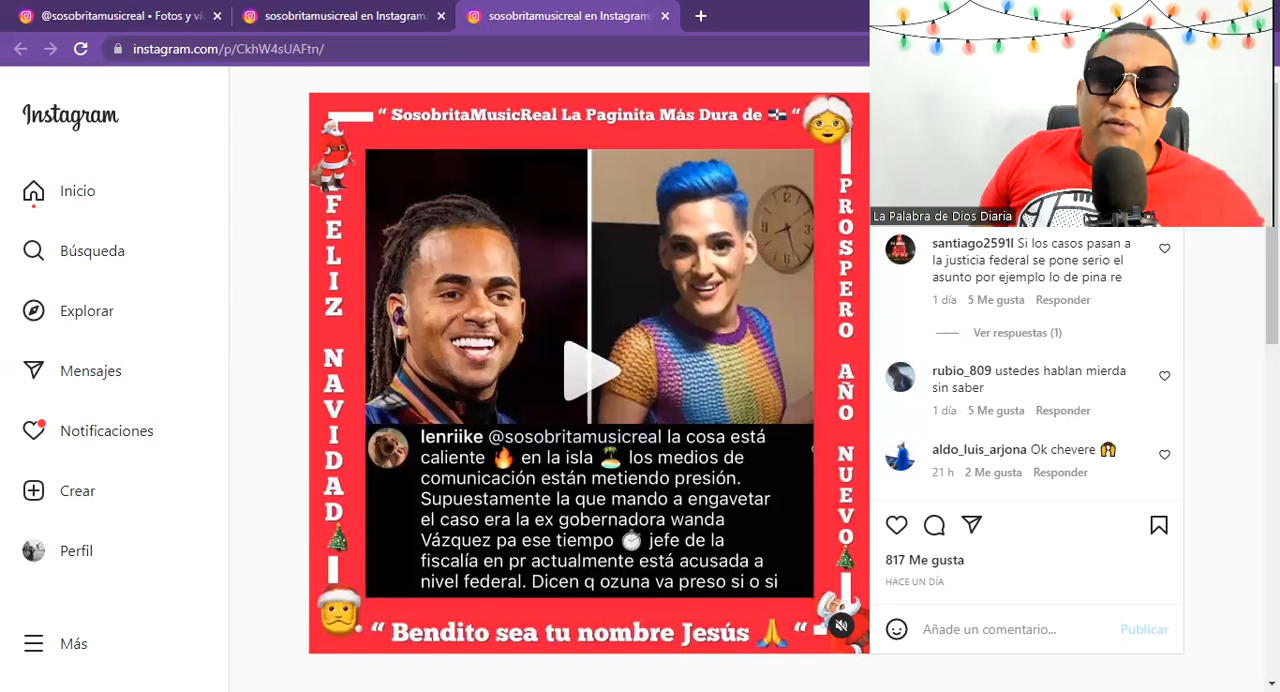 @sosobritamusicreal • Fotos y ví
sosobritamusicreal en Instagram:
sosobritamusicreal en Instagram:
instagram.com/p/CkhW4sUAFtn/
Instagram
Inicio
Búsqueda
Explorar
Mensajes
Notificaciones
Crear
Perfil
Más
“ SosobritaMusicReal La Paginita Más Dura de 🇩🇴 “
FELIZ NAVIDAD
PROSPERO AÑO NUEVO
lenriike @sosobritamusicreal la cosa está
caliente 🔥 en la isla 🏝️ los medios de
comunicación están metiendo presión.
Supuestamente la que mando a engavetar
el caso era la ex gobernadora wanda
Vázquez pa ese tiempo ⏱️ jefe de la
fiscalía en pr actualmente está acusada a
nivel federal. Dicen q ozuna va preso si o si
“ Bendito sea tu nombre Jesús 🙏 “
La Palabra de Dios Diaria
santiago2591l Si los casos pasan a
la justicia federal se pone serio el
asunto por ejemplo lo de pina re
1 día 5 Me gusta Responder
Ver respuestas (1)
rubio_809 ustedes hablan mierda
sin saber
1 día 5 Me gusta Responder
aldo_luis_arjona Ok chevere 🙌
21 h 2 Me gusta Responder
817 Me gusta
HACE UN DÍA
Añade un comentario...
Publicar